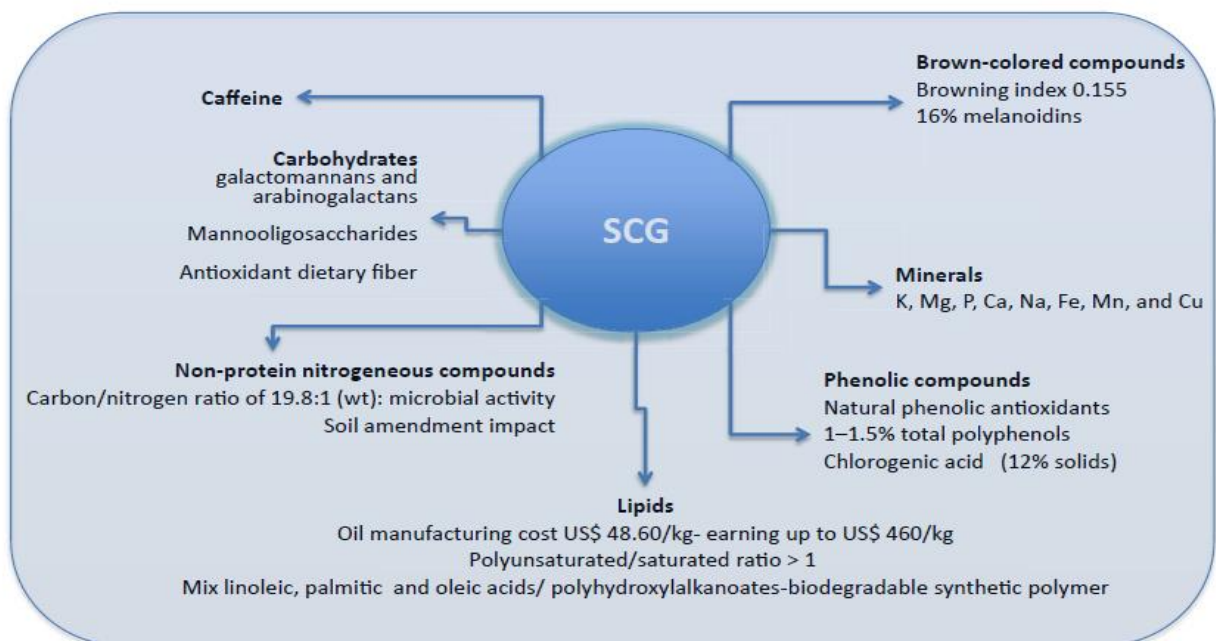 Caffeine
Carbohydrates
galactomannans and
arabinogalactans
Mannooligosaccharides
Antioxidant dietary fiber
Non-protein nitrogeneous compounds
Carbon/nitrogen ratio of 19.8:1 (wt): microbial activity
Soil amendment impact
SCG
Brown-colored compounds
Browning index 0.155
16% melanoidins
Minerals
K, Mg, P, Ca, Na, Fe, Mn, and Cu
Phenolic compounds
Natural phenolic antioxidants
1–1.5% total polyphenols
Chlorogenic acid (12% solids)
Lipids
Oil manufacturing cost US$ 48.60/kg- earning up to US$ 460/kg
Polyunsaturated/saturated ratio > 1
Mix linoleic, palmitic and oleic acids/ polyhydroxylalkanoates-biodegradable synthetic polymer